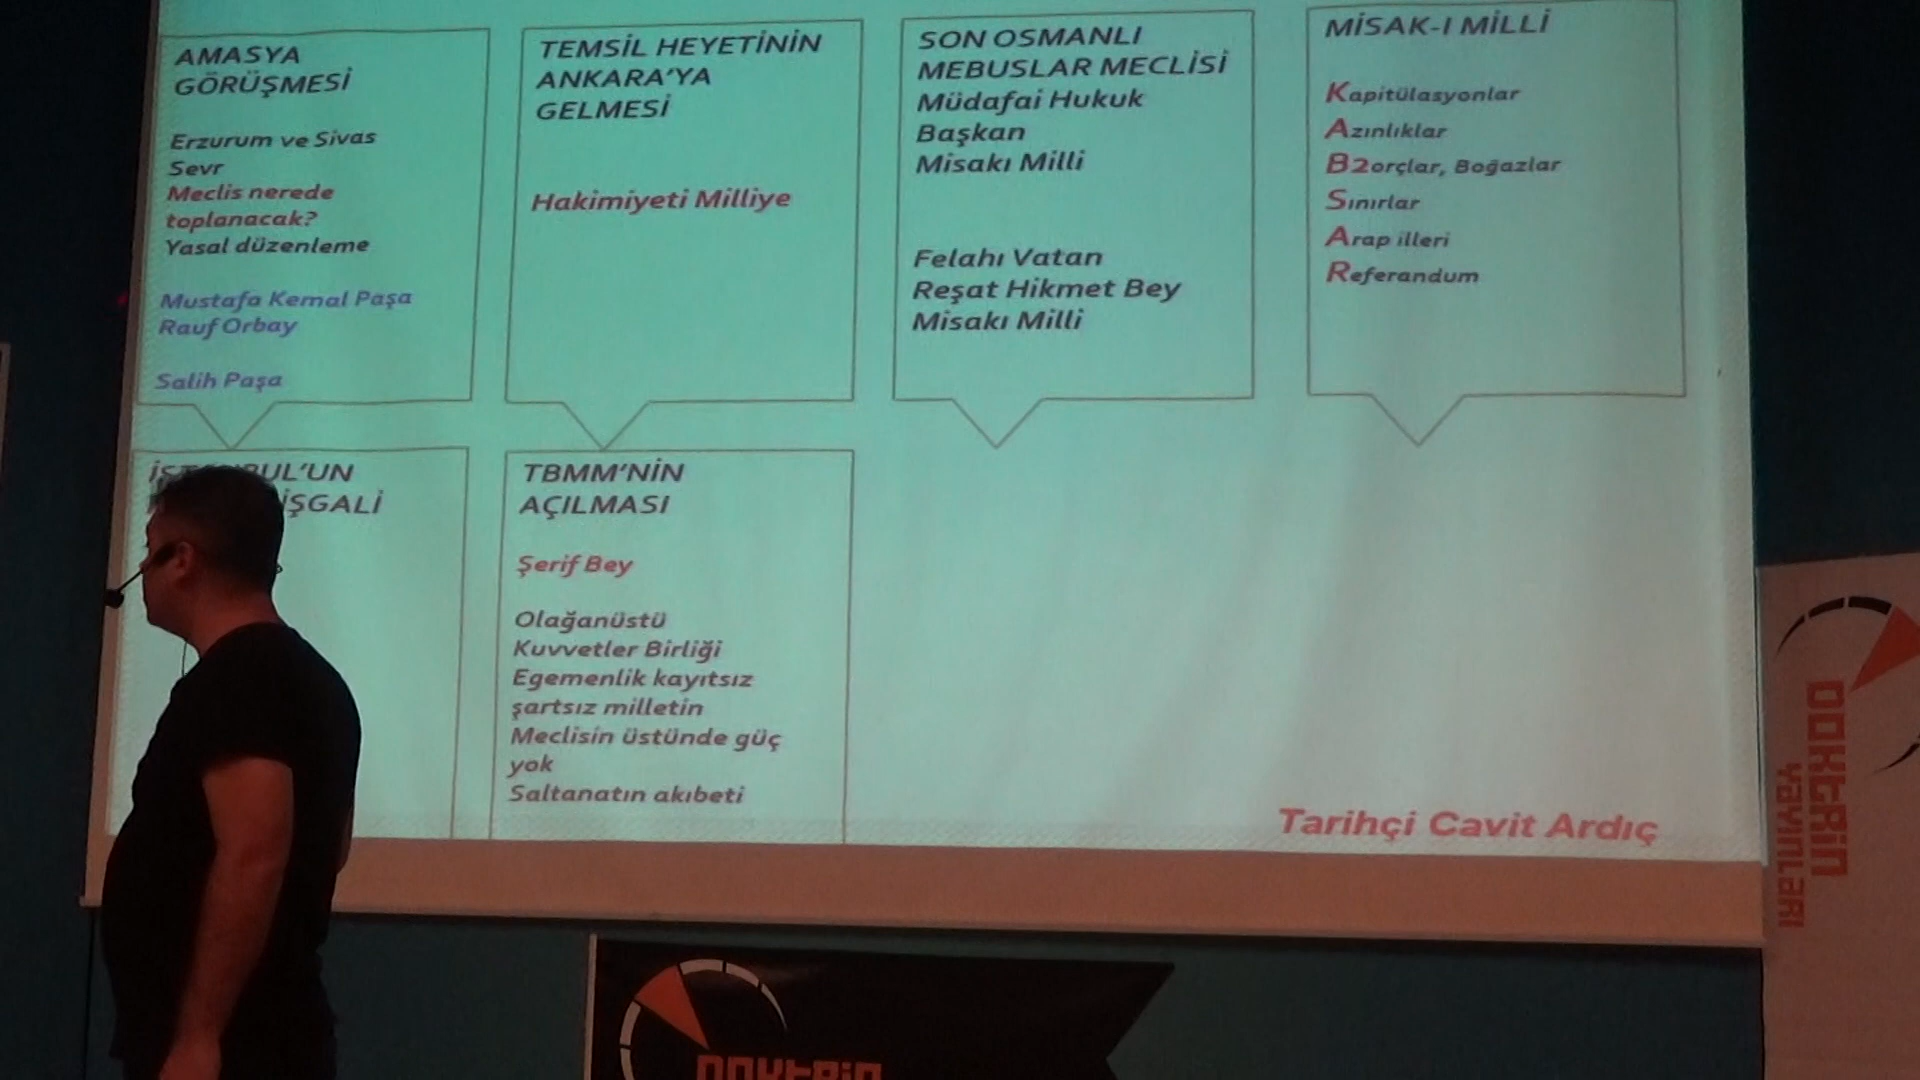 AMASYA
GÖRÜŞMESİ
Erzurum ve Sivas
Sevr
Meclis nerede
toplanacak?
Yasal düzenleme
Mustafa Kemal Paşa
Rauf Orbay
Salih Paşa
TEMSİL HEYETİNİN
ANKARA'YA
GELMESİ
Hakimiyeti Milliye
SON OSMANLI
MEBUSLAR MECLİSİ
Müdafai Hukuk
Başkan
Misakı Milli
Felahı Vatan
Reşat Hikmet Bey
Misakı Milli
MİSAK-I MİLLİ
Kapitülasyonlar
Azınlıklar
B2orçlar, Boğazlar
Sınırlar
Arap illeri
Referandum
İŞGALİ
TBMM'NİN
AÇILMASI
Şerif Bey
Olağanüstü
Kuvvetler Birliği
Egemenlik kayıtsız
şartsız milletin
Meclisin üstünde güç
yok
Saltanatın akıbeti
Tarihçi Cavit Ardıç
DOKTRİN
YAYINLARI
DOKTRİN